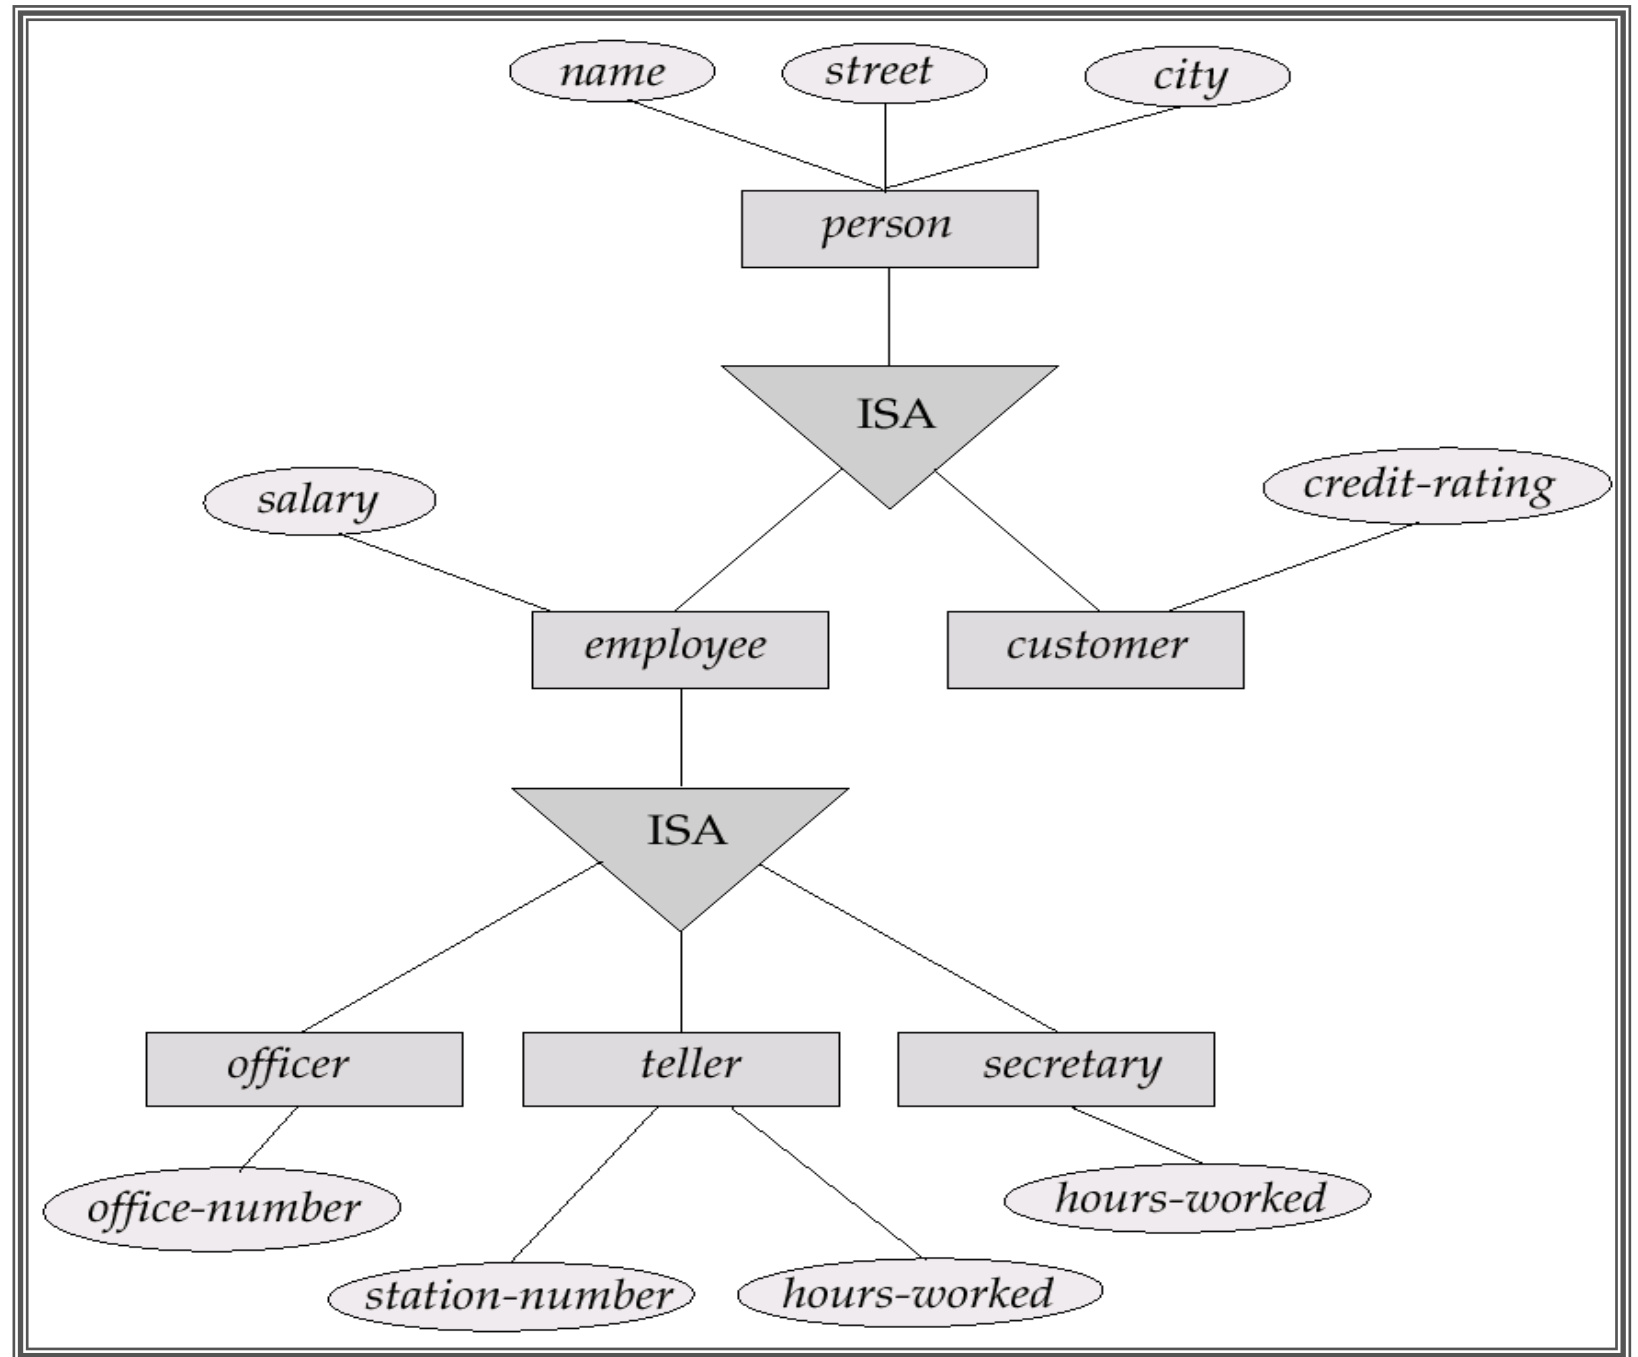 name
street
city
person
ISA
salary
credit-rating
employee
customer
ISA
officer
teller
secretary
office-number
hours-worked
station-number
hours-worked